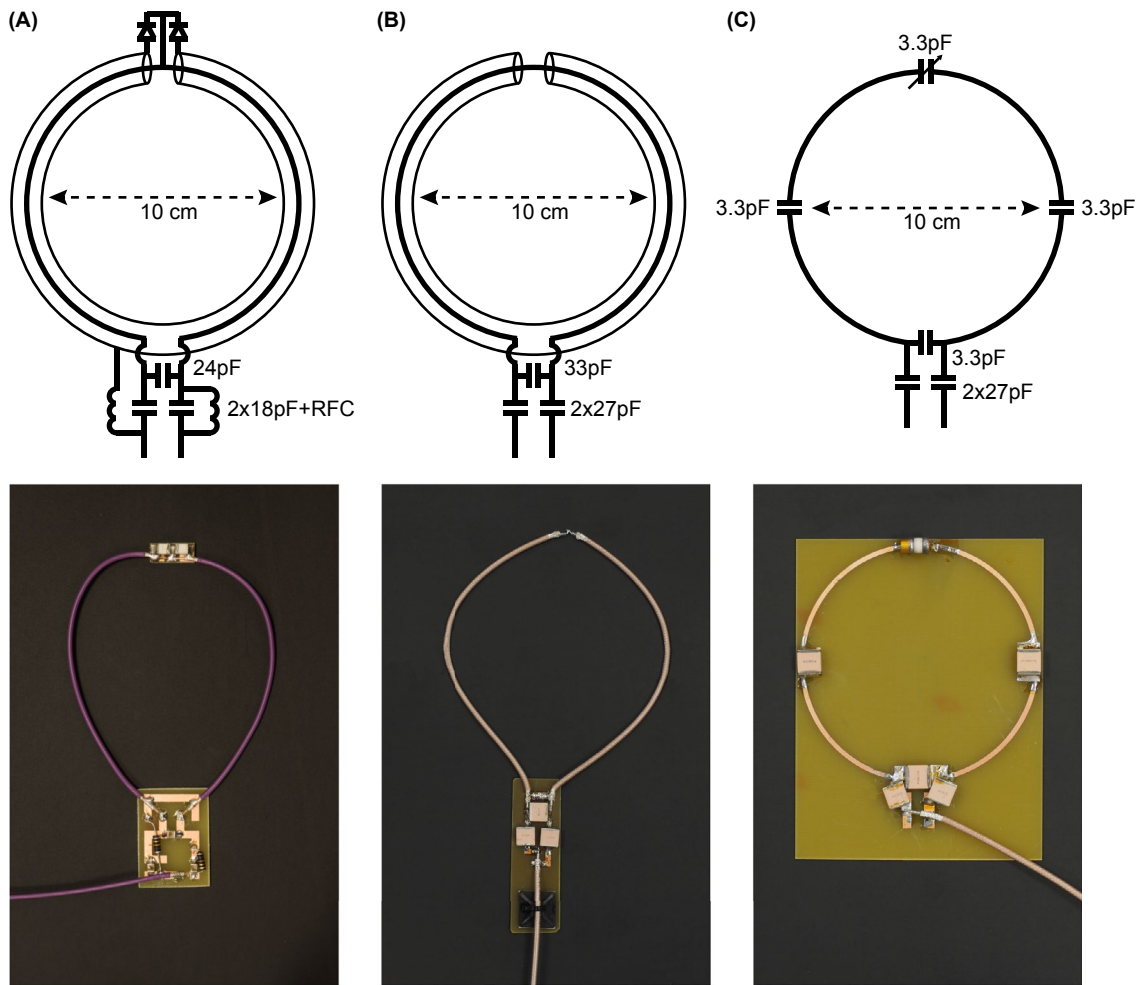 (A)
(B)
(C)
3.3pF
10 cm
10 cm
3.3pF
10 cm
3.3pF
24pF
2x18pF+RFC
33pF
2x27pF
3.3pF
2x27pF